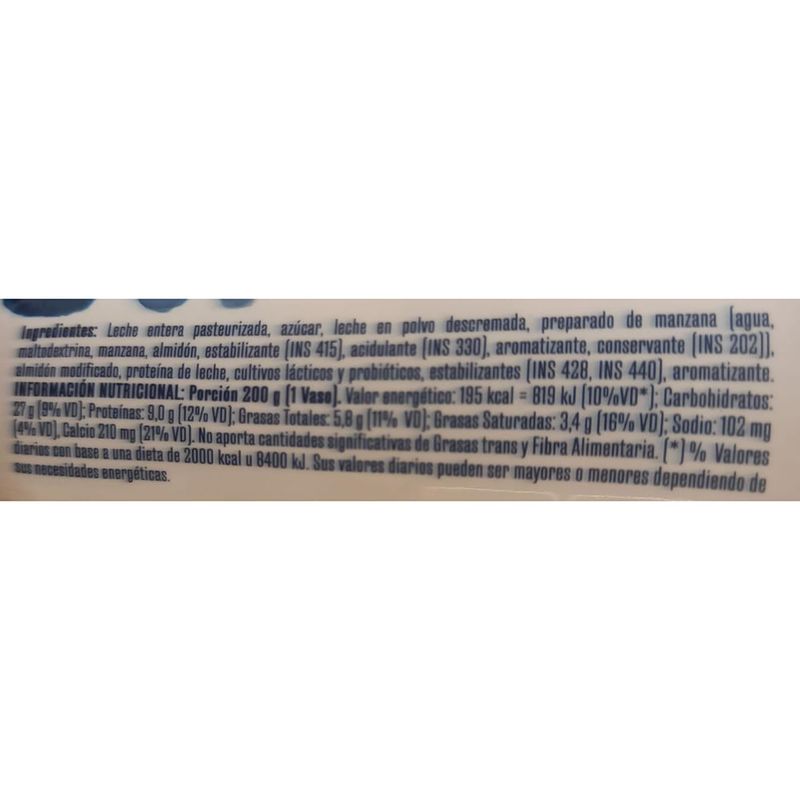 Ingredientes: Leche entera pasteurizada, azúcar, leche en polvo descremada, preparado de manzana (agua,
maltodextrina, manzana, almidón, estabilizante (INS 415), acidulante (INS 330), aromatizante, conservante (INS 202)),
almidón modificado, proteína de leche, cultivos lácticos y probióticos, estabilizantes (INS 428, INS 440), aromatizante.
INFORMACIÓN NUTRICIONAL: Porción 200 g (1 Vaso). Valor energético: 195 kcal = 819 kJ (10%VD*); Carbohidratos:
27 g (9% VD); Proteínas: 9,0 g (12% VD); Grasas Totales: 5,8 g (11% VD); Grasas Saturadas: 3,4 g (16% VD); Sodio: 102 mg
(4% VD), Calcio 210 mg (21% VD). No aporta cantidades significativas de Grasas trans y Fibra Alimentaria. (*) % Valores
diarios con base a una dieta de 2000 kcal u 8400 kJ. Sus valores diarios pueden ser mayores o menores dependiendo de
sus necesidades energéticas.